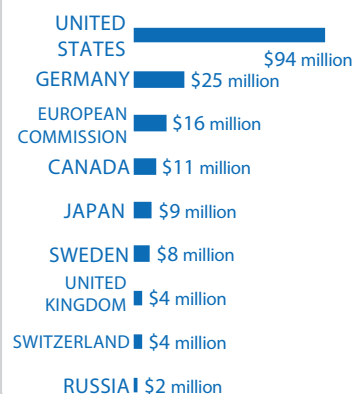 UNITED
STATES
$94 million
GERMANY $25 million
EUROPEAN
COMMISSION $16 million
CANADA $11 million
JAPAN $9 million
SWEDEN $8 million
UNITED
KINGDOM $4 million
SWITZERLAND $4 million
RUSSIA $2 million